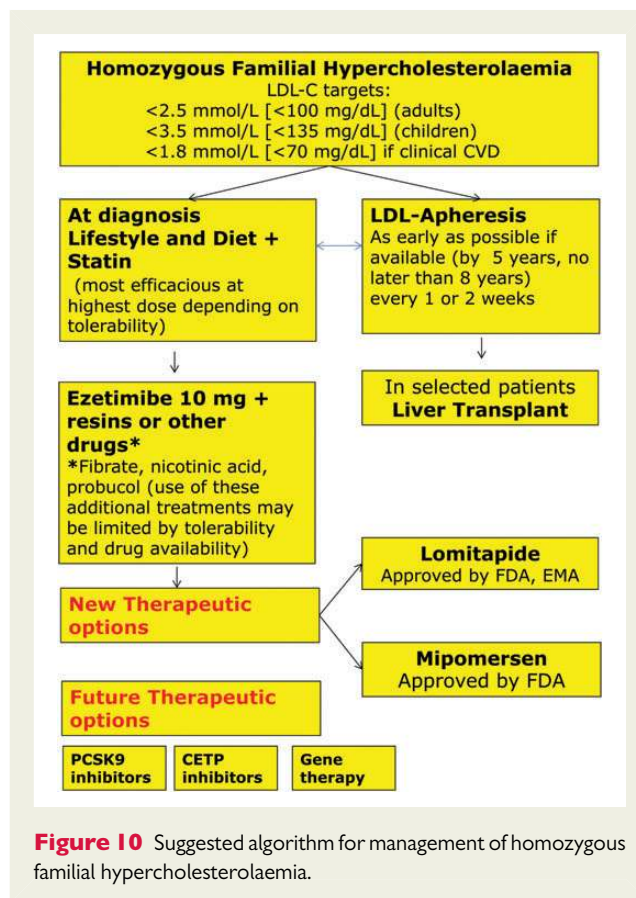 Homozygous Familial Hypercholesterolaemia
LDL-C targets:
<2.5 mmol/L [<100 mg/dL] (adults)
<3.5 mmol/L [<135 mg/dL] (children)
<1.8 mmol/L [<70 mg/dL] if clinical CVD
At diagnosis
Lifestyle and Diet +
Statin
(most efficacious at
highest dose depending on
tolerability)
LDL-Apheresis
As early as possible if
available (by 5 years, no
later than 8 years)
every 1 or 2 weeks
Ezetimibe 10 mg +
resins or other
drugs*
*Fibrate, nicotinic acid,
probucol (use of these
additional treatments may
be limited by tolerability
and drug availability)
In selected patients
Liver Transplant
New Therapeutic
options
Lomitapide
Approved by FDA, EMA
Mipomersen
Approved by FDA
Future Therapeutic
options
PCSK9
inhibitors
CETP
inhibitors
Gene
therapy
Figure 10 Suggested algorithm for management of homozygous
familial hypercholesterolaemia.